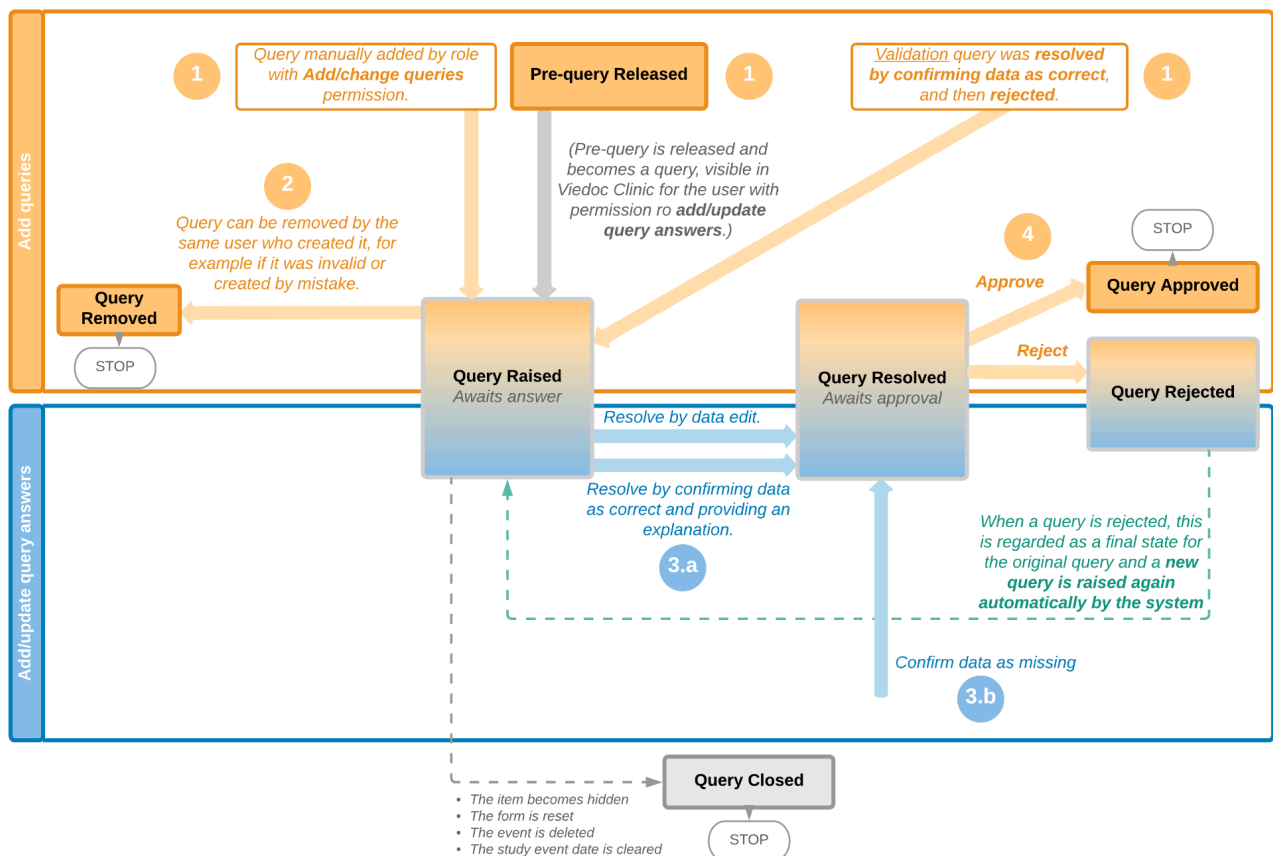 Add queries
1
Query manually added by role
with Add/change queries
permission.
Pre-query Released
1
Validation query was resolved
by confirming data as correct,
and then rejected.
1
(Pre-query is released and
becomes a query, visible in
Viedoc Clinic for the user with
permission ro add/update
query answers.)
2
Query can be removed by the
same user who created it, for
example if it was invalid or
created by mistake.
Query
Removed
STOP
Query Raised
Awaits answer
Query Resolved
Awaits approval
4
Approve
STOP
Query Approved
Reject
Query Rejected
Add/update query answers
Resolve by data edit.
Resolve by confirming data
as correct and providing an
explanation.
3.a
When a query is rejected, this
is regarded as a final state for
the original query and a new
query is raised again
automatically by the system
Confirm data as missing
3.b
Query Closed
STOP
• The item becomes hidden
• The form is reset
• The event is deleted
• The study event date is cleared